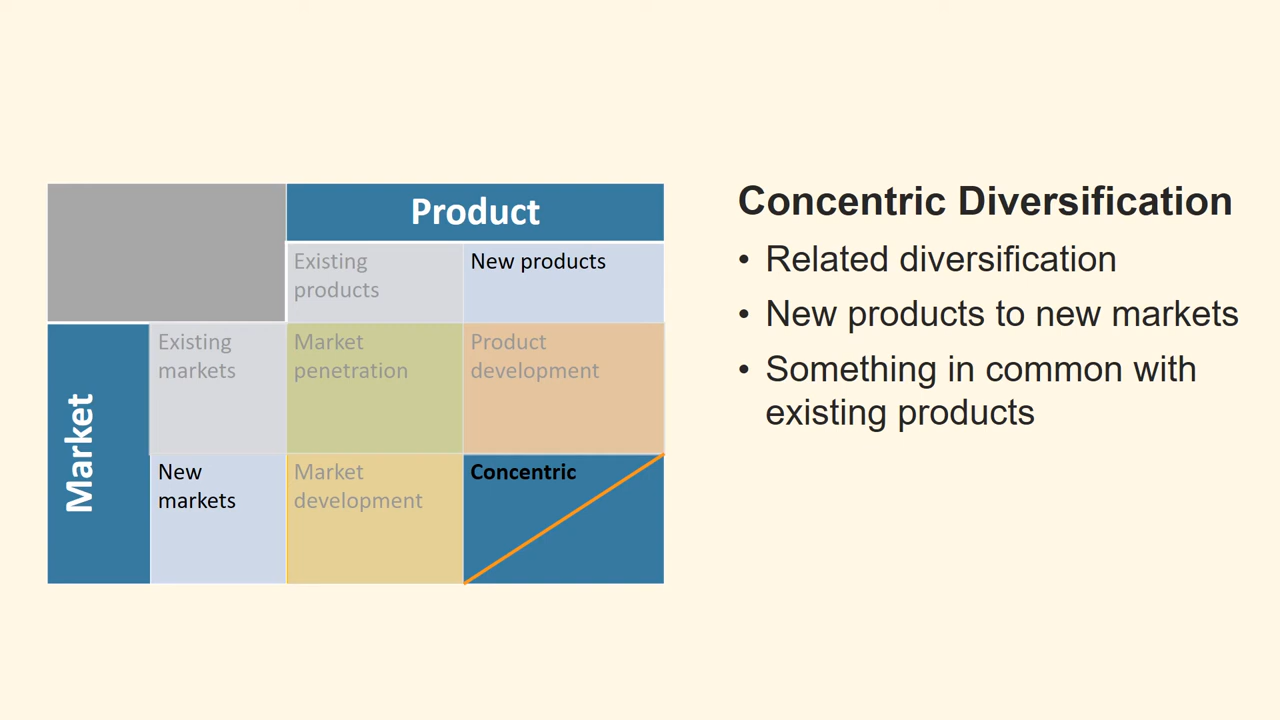 Product
Existing
products
New products
Market
Existing
markets
Market
penetration
Product
development
New
markets
Market
development
Concentric
Concentric Diversification
• Related diversification
• New products to new markets
• Something in common with
existing products